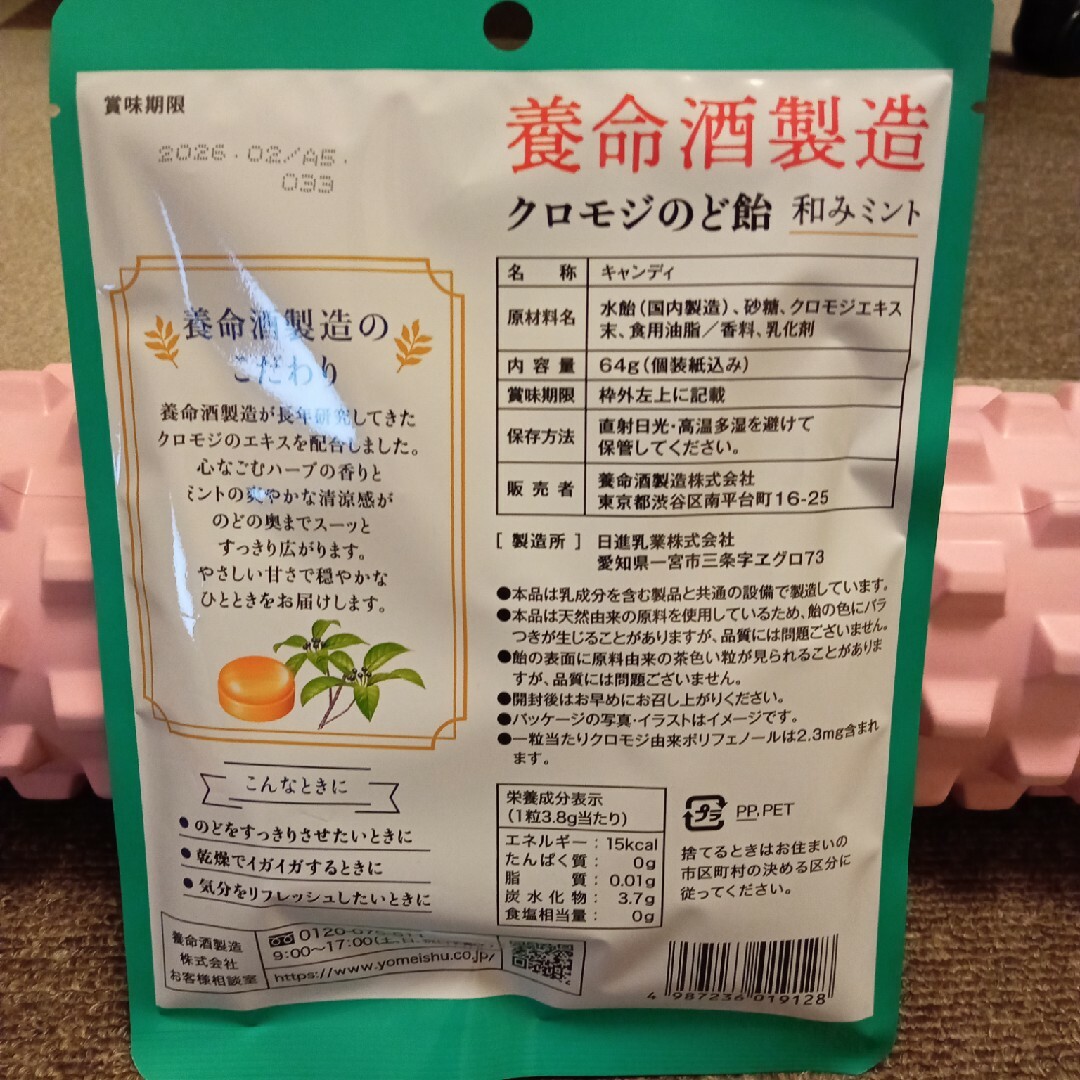 賞味期限
2026.02/A5.
033
養命酒製造
クロモジのど飴 和みミント
養命酒製造の
こだわり
養命酒製造が長年研究してきた
クロモジのエキスを配合しました。
心なごむハーブの香りと
ミントの爽やかな清涼感が
のどの奥までスーッと
すっきり広がります。
やさしい甘さで穏やかな
ひとときをお届けします。
こんなときに
●のどをすっきりさせたいときに
●乾燥でイガイガするときに
●気分をリフレッシュしたいときに
養命酒製造
株式会社
お客様相談室
0120-
9:00～17:00(土、日、
https://www.yomeishu.co.jp/
名称 キャンディ
原材料名 水飴(国内製造)、砂糖、クロモジエキス
末、食用油脂／香料、乳化剤
内容量 64g(個装紙込み)
賞味期限 枠外左上に記載
保存方法 直射日光・高温多湿を避けて
保管してください。
販売者 養命酒製造株式会社
東京都渋谷区南平台町16-25
[製造所] 日進乳業株式会社
愛知県一宮市三条字ヱグロ73
●本品は乳成分を含む製品と共通の設備で製造しています。
●本品は天然由来の原料を使用しているため、飴の色にバラ
つきが生じることがありますが、品質には問題ございません。
●飴の表面に原料由来の茶色い粒が見られることがありま
すが、品質には問題ございません。
●開封後はお早めにお召し上がりください。
●パッケージの写真・イラストはイメージです。
●一粒当たりクロモジ由来ポリフェノールは2.3mg含まれ
ます。
栄養成分表示
(1粒3.8g当たり)
エネルギー：15kcal
たんぱく質：0g
脂質：0.01g
炭水化物：3.7g
食塩相当量：0g
プラ PP,PET
捨てるときはお住まいの
市区町村の決める区分に
従ってください。
4 987236 019128